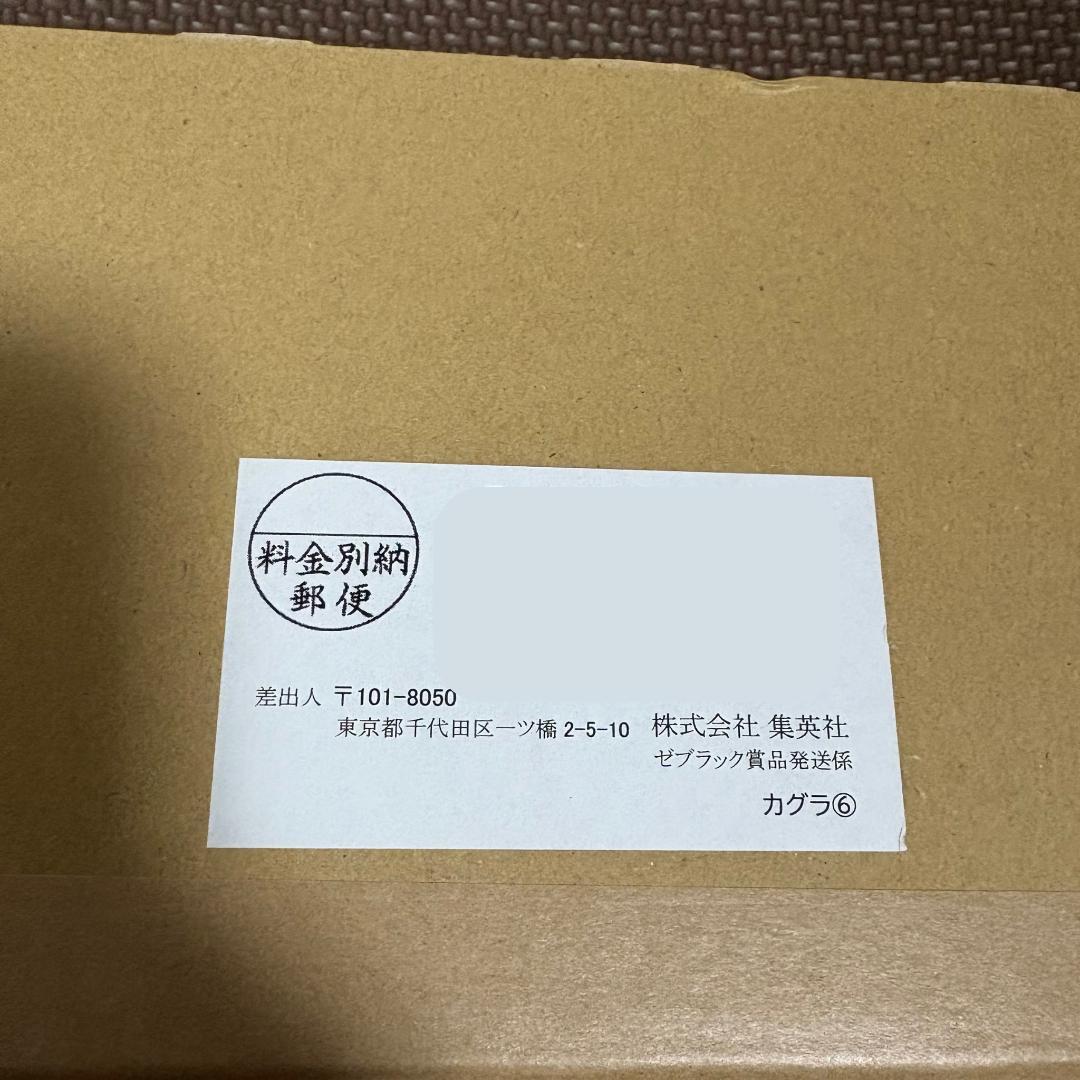 料金別納
郵便
差出人 〒101-8050
東京都千代田区一ツ橋 2-5-10 株式会社 集英社
ゼブラック賞品発送係
カグラ⑥